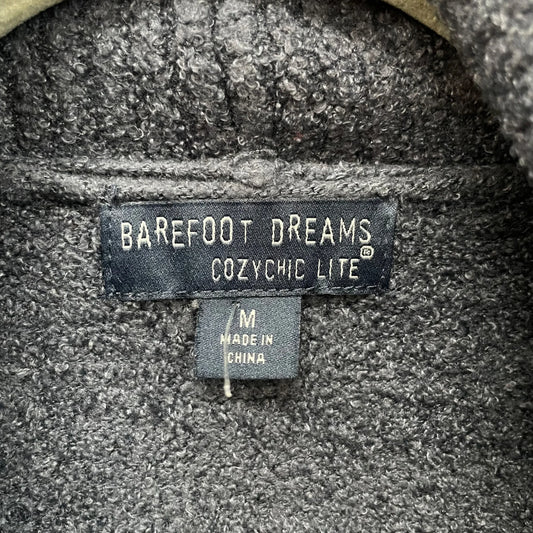 BAREFOOT DREAMS
COZYCHIC LITE®
M
MADE IN
CHINA